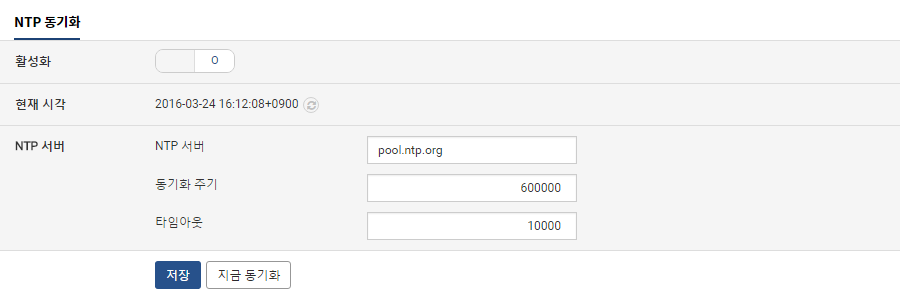 NTP 동기화
활성화 O
현재 시각 2016-03-24 16:12:08+0900
NTP 서버 NTP 서버 pool.ntp.org
동기화 주기 600000
타임아웃 10000
저장 지금 동기화